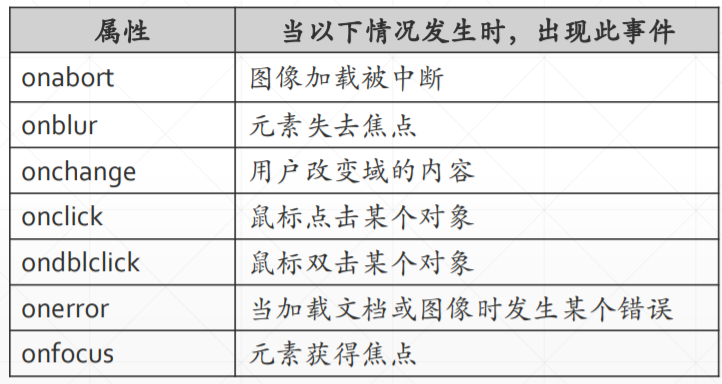 属性 当以下情况发生时，出现此事件
onabort 图像加载被中断
onblur 元素失去焦点
onchange 用户改变域的内容
onclick 鼠标点击某个对象
ondblclick 鼠标双击某个对象
onerror 当加载文档或图像时发生某个错误
onfocus 元素获得焦点